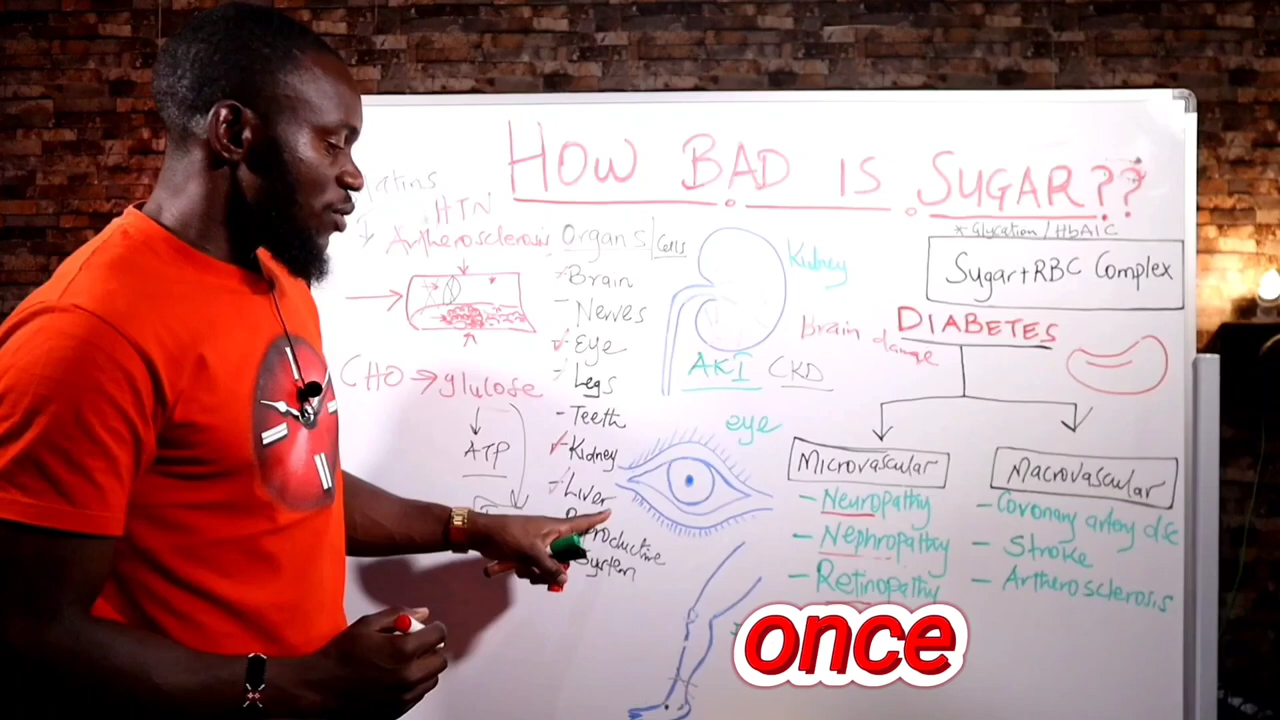 HOW BAD IS SUGAR??
HTN
Artherosclerosis
Organs/Cells
- Brain
- Nerves
- Eye
- Legs
- Teeth
- Kidney
- Liver
System
CHO → glucose
ATP
Kidney
AKI CKD
eye
Brain damage
* Glycation / HbA1C
Sugar+RBC Complex
DIABETES
Microvascular
- Neuropathy
- Nephropathy
- Retinopathy
Macrovascular
- Coronary artery dse
- Stroke
- Artherosclerosis
once